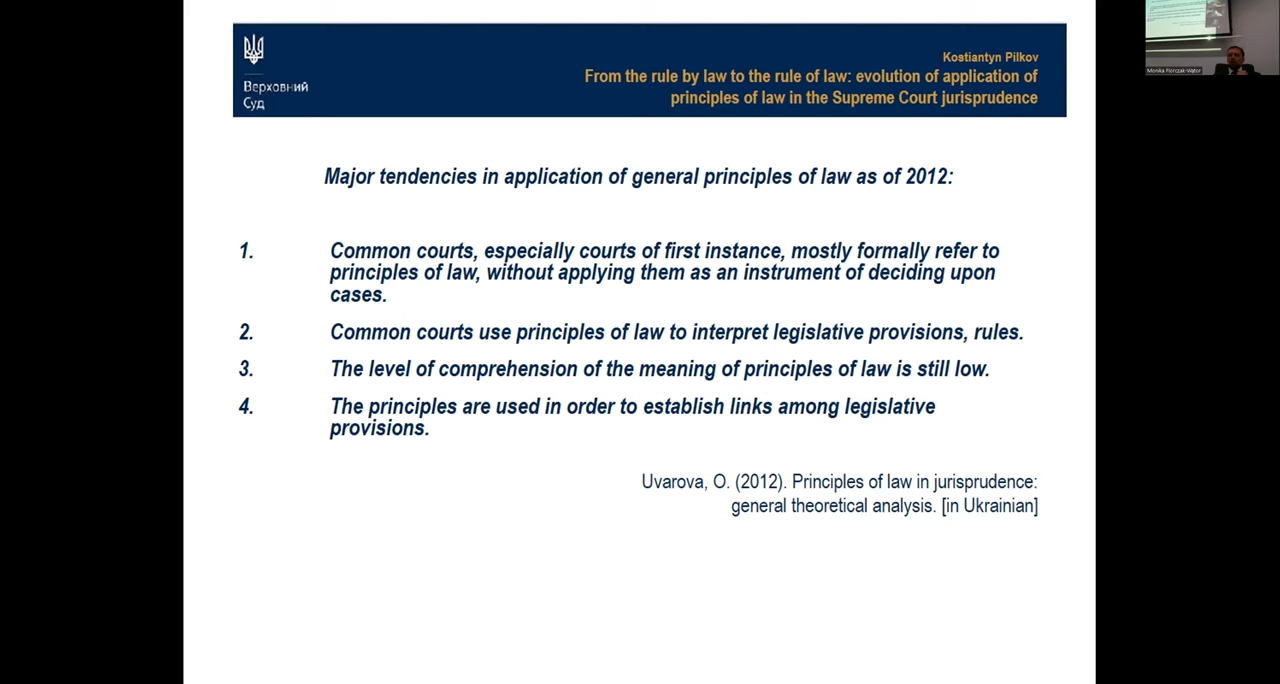 Верховний
Суд
Kostiantyn Pilkov
From the rule by law to the rule of law: evolution of application of
principles of law in the Supreme Court jurisprudence
Major tendencies in application of general principles of law as of 2012:
1. Common courts, especially courts of first instance, mostly formally refer to
principles of law, without applying them as an instrument of deciding upon
cases.
2. Common courts use principles of law to interpret legislative provisions, rules.
3. The level of comprehension of the meaning of principles of law is still low.
4. The principles are used in order to establish links among legislative
provisions.
Uvarova, O. (2012). Principles of law in jurisprudence:
general theoretical analysis. [in Ukrainian]